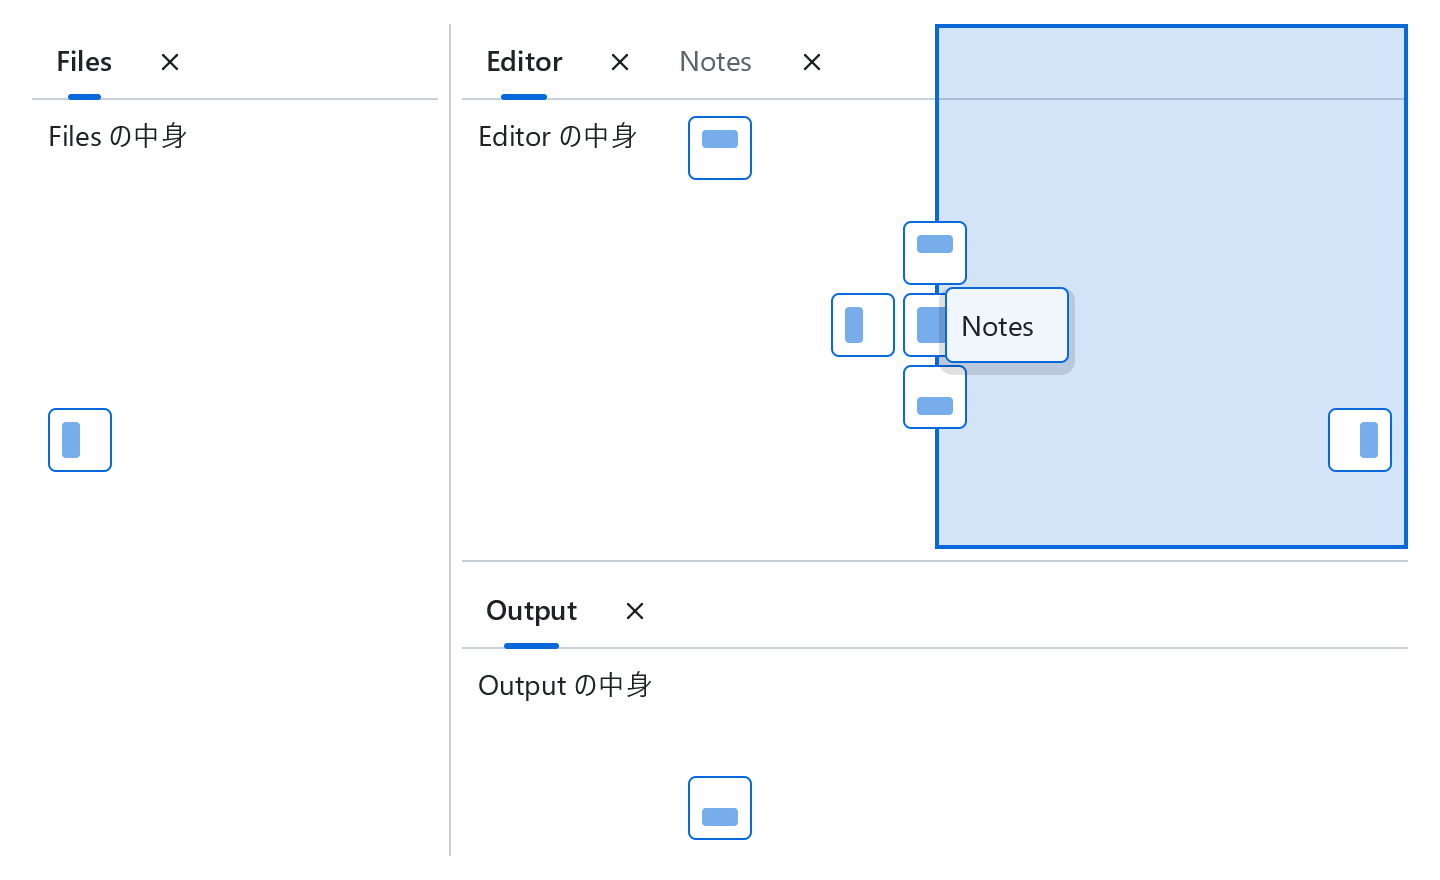 Files
Editor
Notes
Files の中身
Editor の中身
Notes
Output
Output の中身